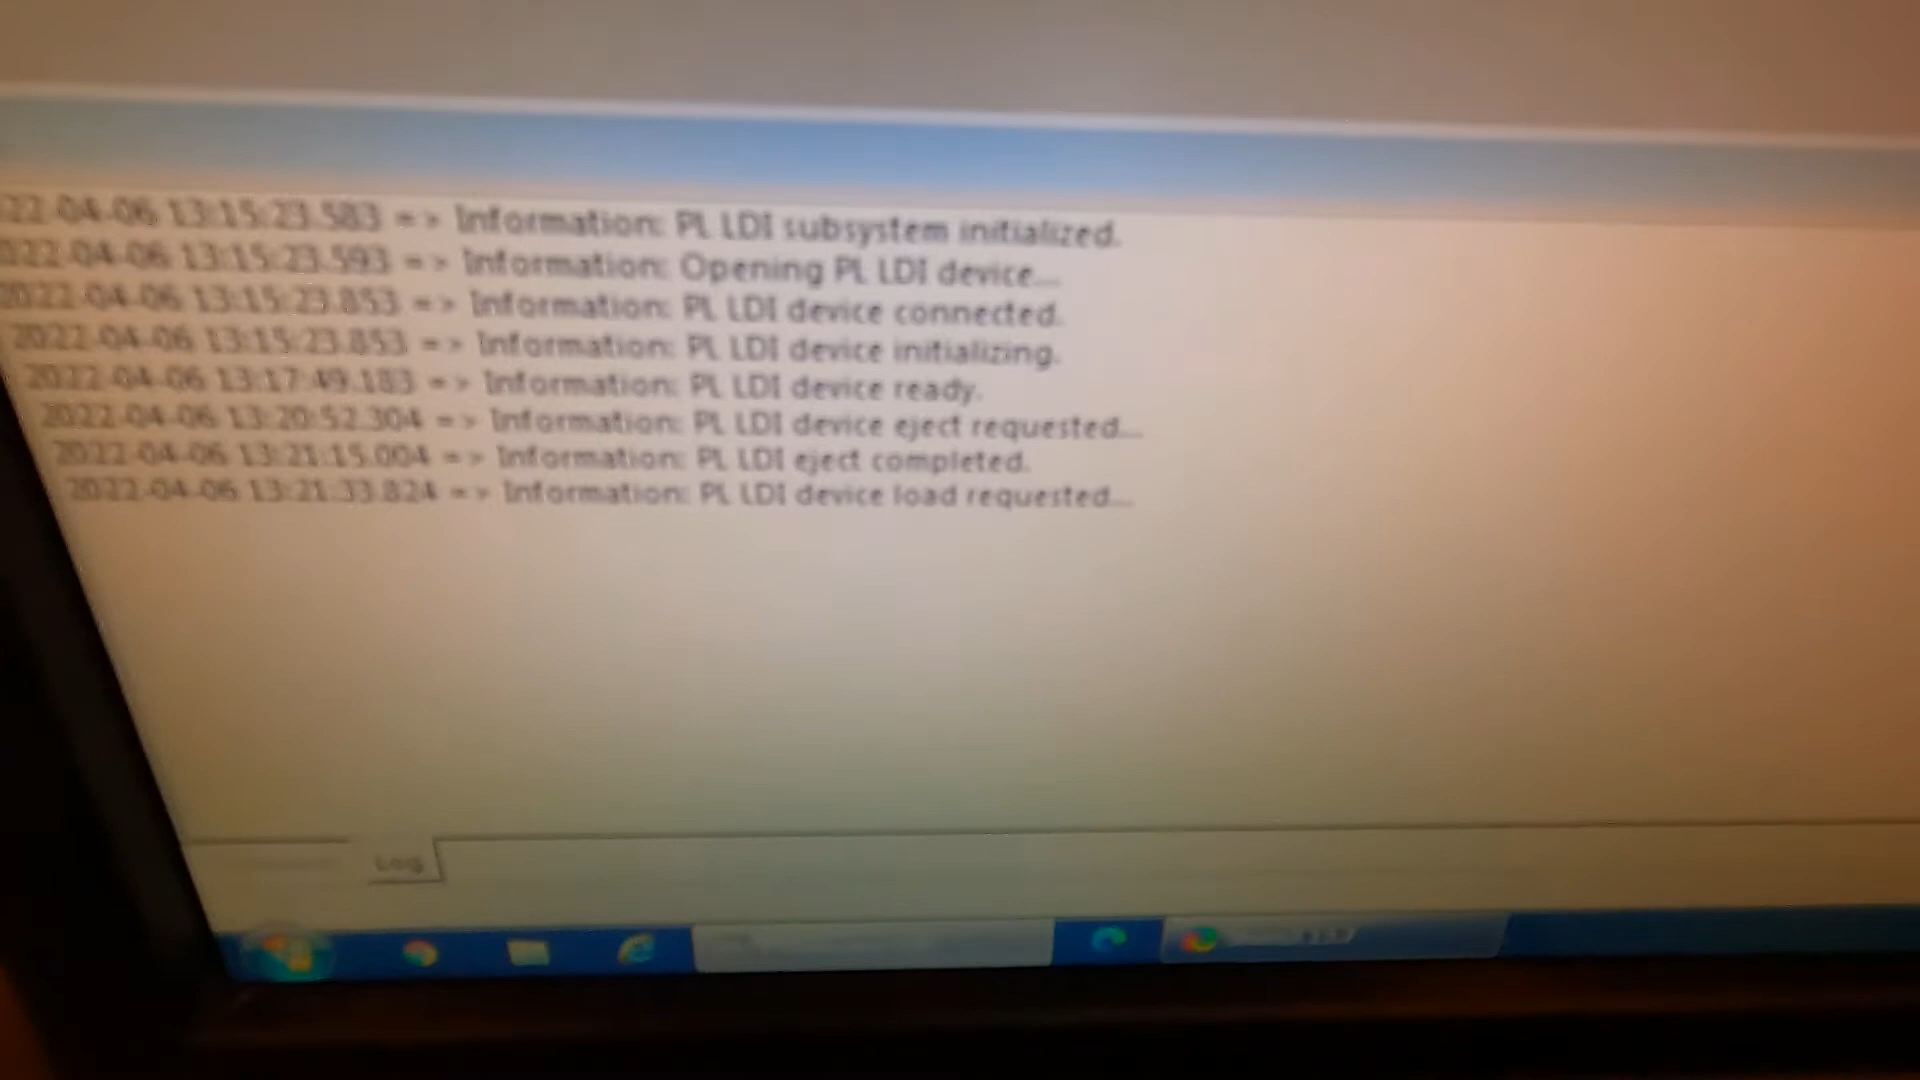 22-04-06 13:15:23.583 => Information: PL LDI subsystem initialized.
022-04-06 13:15:23.593 => Information: Opening PL LDI device...
2022-04-06 13:15:23.853 => Information: PL LDI device connected.
2022-04-06 13:15:23.853 => Information: PL LDI device initializing.
2022-04-06 13:17:49.183 => Information: PL LDI device ready.
2022-04-06 13:20:52.304 => Information: PL LDI device eject requested...
2022-04-06 13:21:15.004 => Information: PL LDI eject completed.
2022-04-06 13:21:33.824 => Information: PL LDI device load requested...
Log